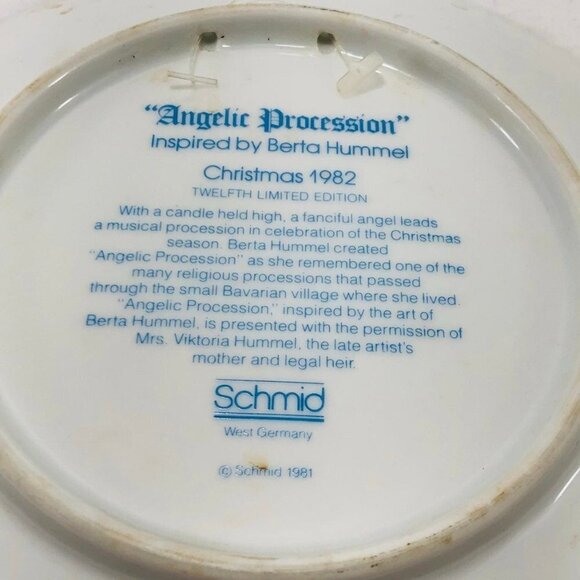 "Angelic Procession"
Inspired by Berta Hummel
Christmas 1982
TWELFTH LIMITED EDITION
With a candle held high, a fanciful angel leads
a musical procession in celebration of the Christmas
season. Berta Hummel created
"Angelic Procession" as she remembered one of the
many religious processions that passed
through the small Bavarian village where she lived.
"Angelic Procession," inspired by the art of
Berta Hummel, is presented with the permission of
Mrs. Viktoria Hummel, the late artist's
mother and legal heir.
Schmid
West Germany
© Schmid 1981